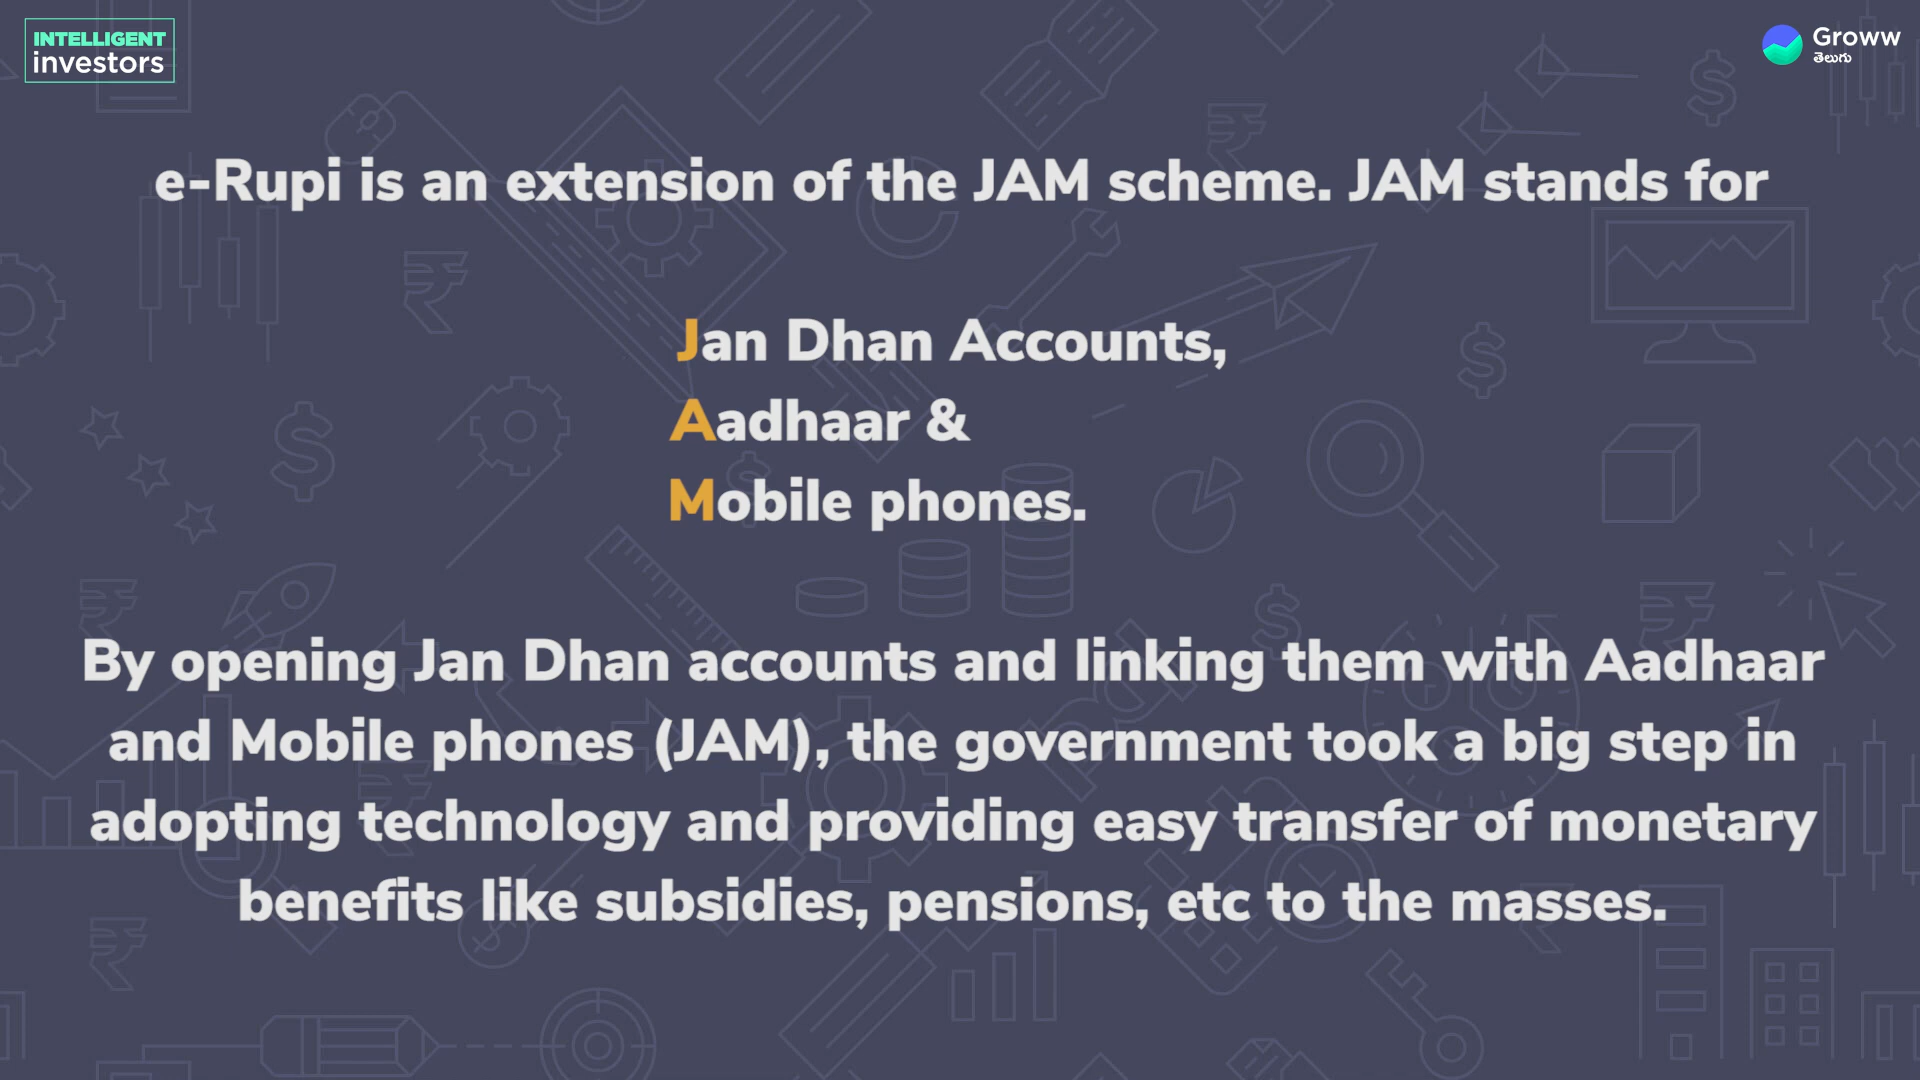 INTELLIGENT
investors
Groww
తెలుగు
e-Rupi is an extension of the JAM scheme. JAM stands for
Jan Dhan Accounts,
Aadhaar &
Mobile phones.
By opening Jan Dhan accounts and linking them with Aadhaar
and Mobile phones (JAM), the government took a big step in
adopting technology and providing easy transfer of monetary
benefits like subsidies, pensions, etc to the masses.